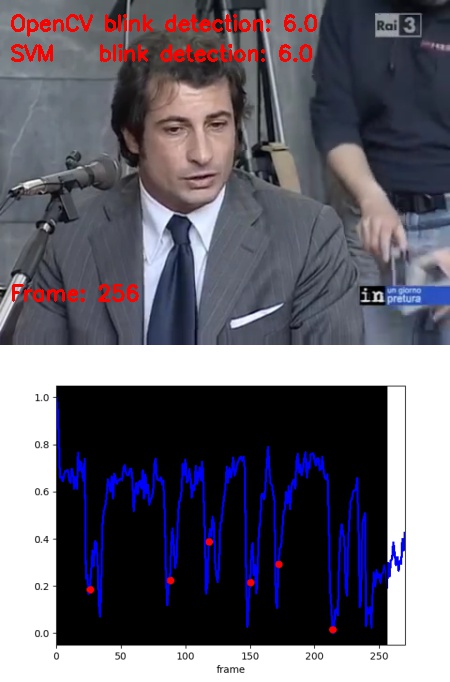 OpenCV blink detection: 6.0
Rai 3
SVM blink detection: 6.0
Frame: 256
in un giorno
pretura
1.0
0.8
0.6
0.4
0.2
0.0
0 50 100 150 200 250
frame